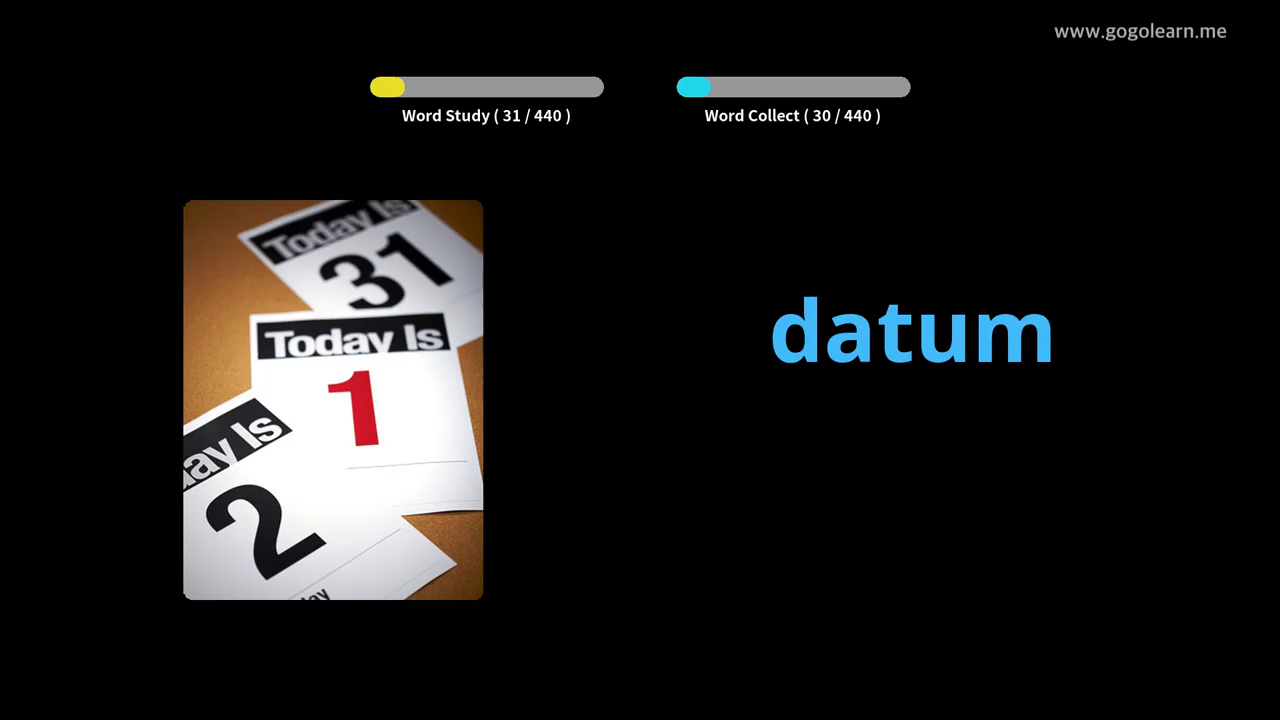 www.gogolearn.me
Word Study ( 31 / 440 )
Word Collect ( 30 / 440 )
Today Is
31
Today Is
1
datum
ay Is
2